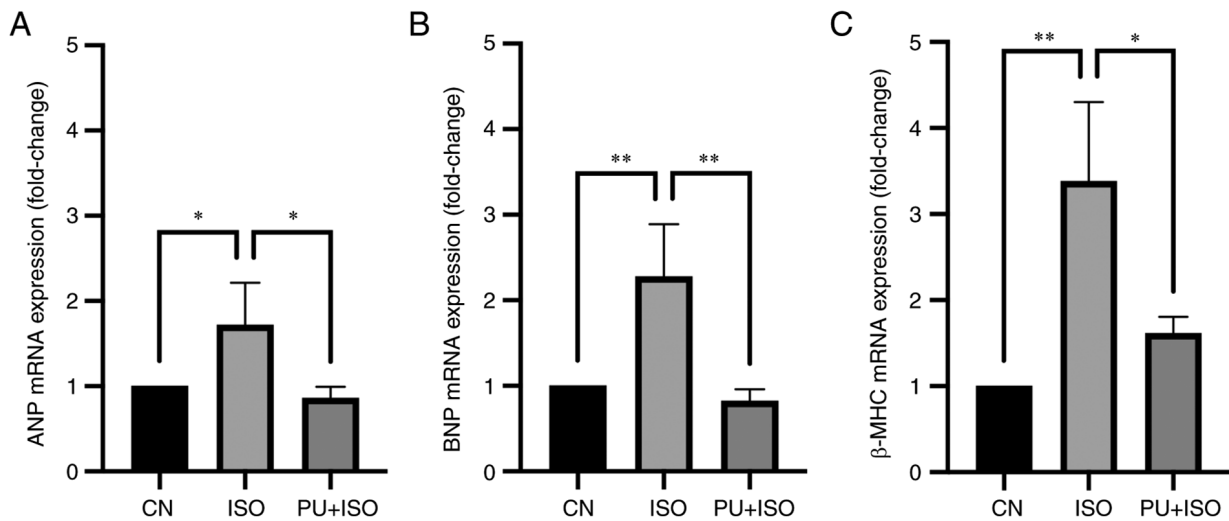 A
ANP mRNA expression (fold-change)
5
4
3
2
1
0
*
*
CN
ISO
PU+ISO
B
BNP mRNA expression (fold-change)
5
4
3
2
1
0
**
**
CN
ISO
PU+ISO
C
β-MHC mRNA expression (fold-change)
5
4
3
2
1
0
**
*
CN
ISO
PU+ISO